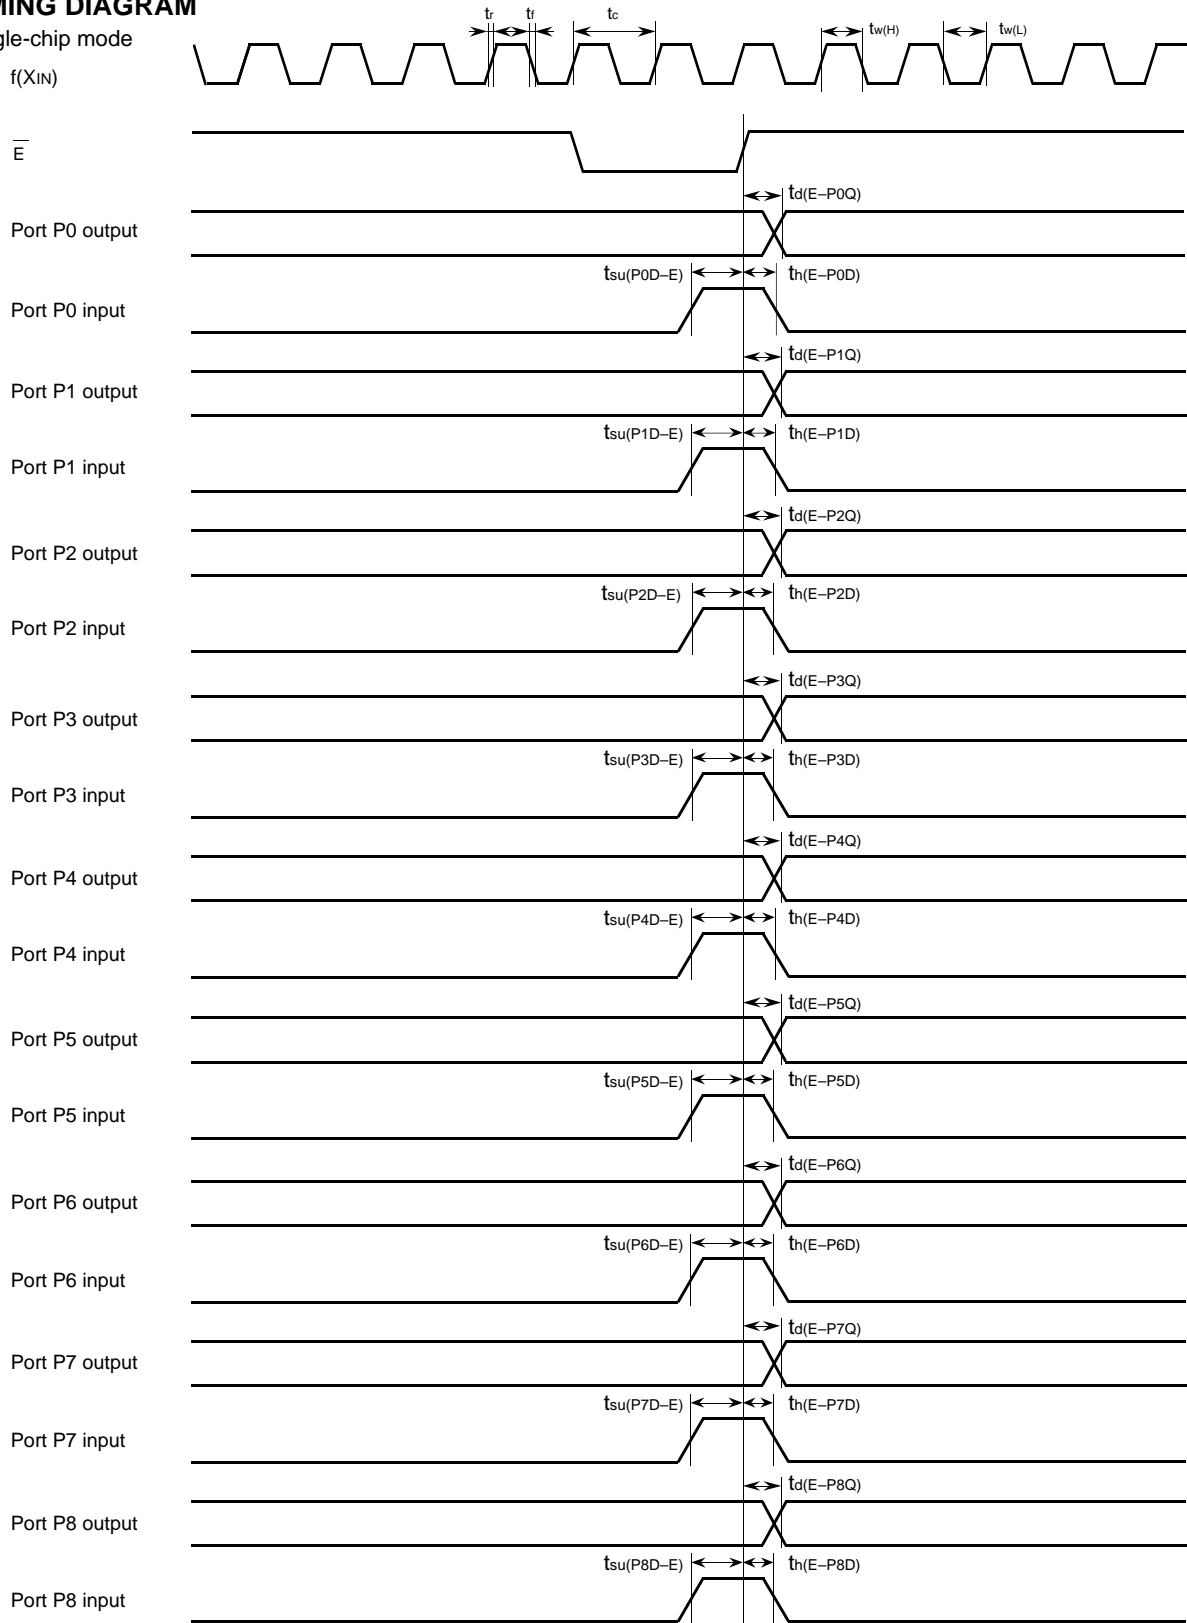 MING DIAGRAM
gle-chip mode
tr tf tc tw(H) tw(L)
f(XIN)
E
td(E–P0Q)
Port P0 output
tsu(P0D–E) th(E–P0D)
Port P0 input
td(E–P1Q)
Port P1 output
tsu(P1D–E) th(E–P1D)
Port P1 input
td(E–P2Q)
Port P2 output
tsu(P2D–E) th(E–P2D)
Port P2 input
td(E–P3Q)
Port P3 output
tsu(P3D–E) th(E–P3D)
Port P3 input
td(E–P4Q)
Port P4 output
tsu(P4D–E) th(E–P4D)
Port P4 input
td(E–P5Q)
Port P5 output
tsu(P5D–E) th(E–P5D)
Port P5 input
td(E–P6Q)
Port P6 output
tsu(P6D–E) th(E–P6D)
Port P6 input
td(E–P7Q)
Port P7 output
tsu(P7D–E) th(E–P7D)
Port P7 input
td(E–P8Q)
Port P8 output
tsu(P8D–E) th(E–P8D)
Port P8 input